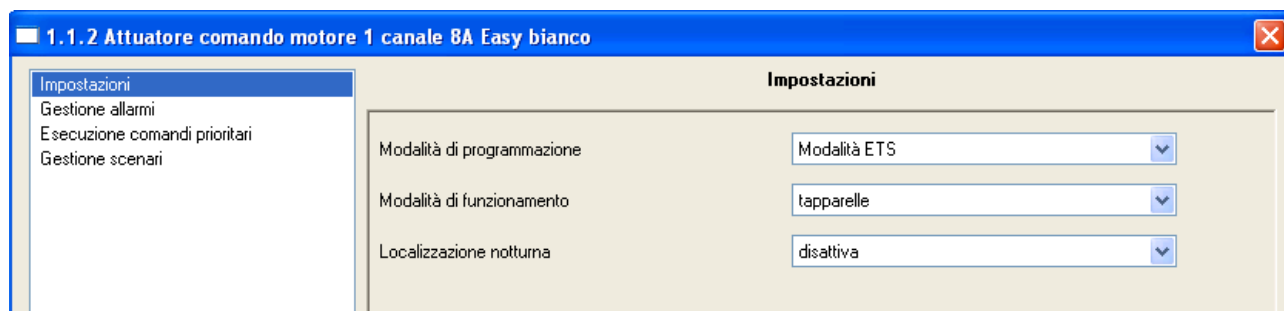 1.1.2 Attuatore comando motore 1 canale 8A Easy bianco
Impostazioni
Gestione allarmi
Esecuzione comandi prioritari
Gestione scenari
Impostazioni
Modalità di programmazione Modalità ETS
Modalità di funzionamento tapparelle
Localizzazione notturna disattiva